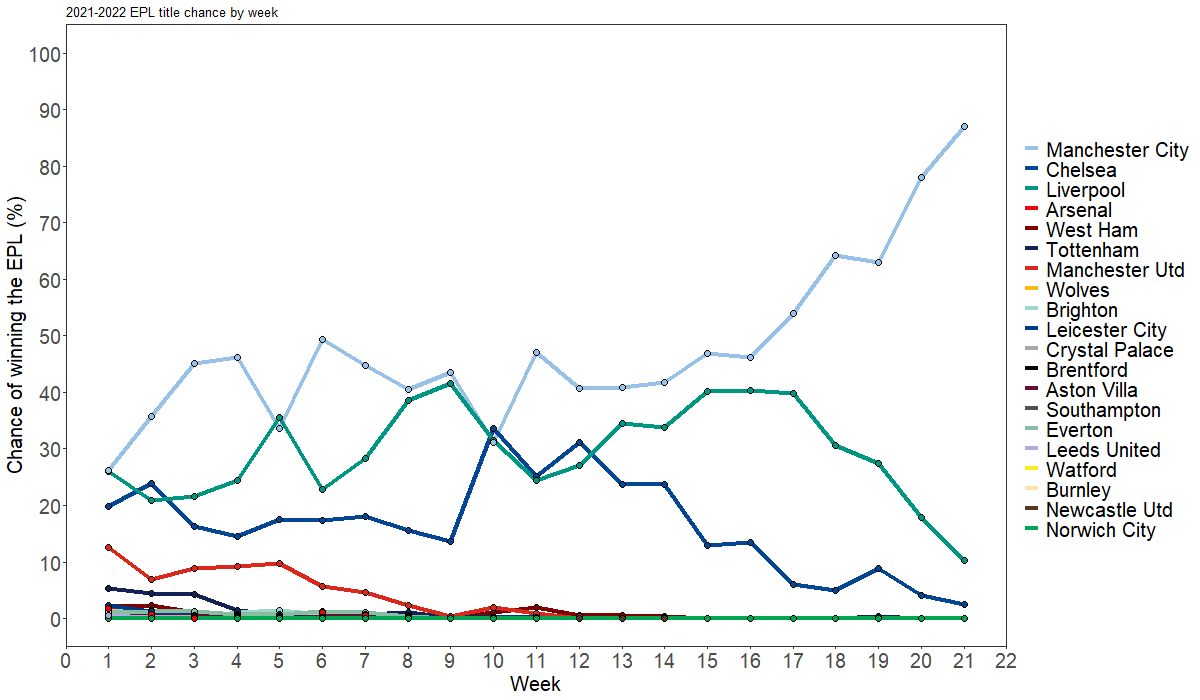 2021-2022 EPL title chance by week
Chance of winning the EPL (%)
100
90
80
70
60
50
40
30
20
10
0
0 1 2 3 4 5 6 7 8 9 10 11 12 13 14 15 16 17 18 19 20 21 22
Week
Manchester City
Chelsea
Liverpool
Arsenal
West Ham
Tottenham
Manchester Utd
Wolves
Brighton
Leicester City
Crystal Palace
Brentford
Aston Villa
Southampton
Everton
Leeds United
Watford
Burnley
Newcastle Utd
Norwich City